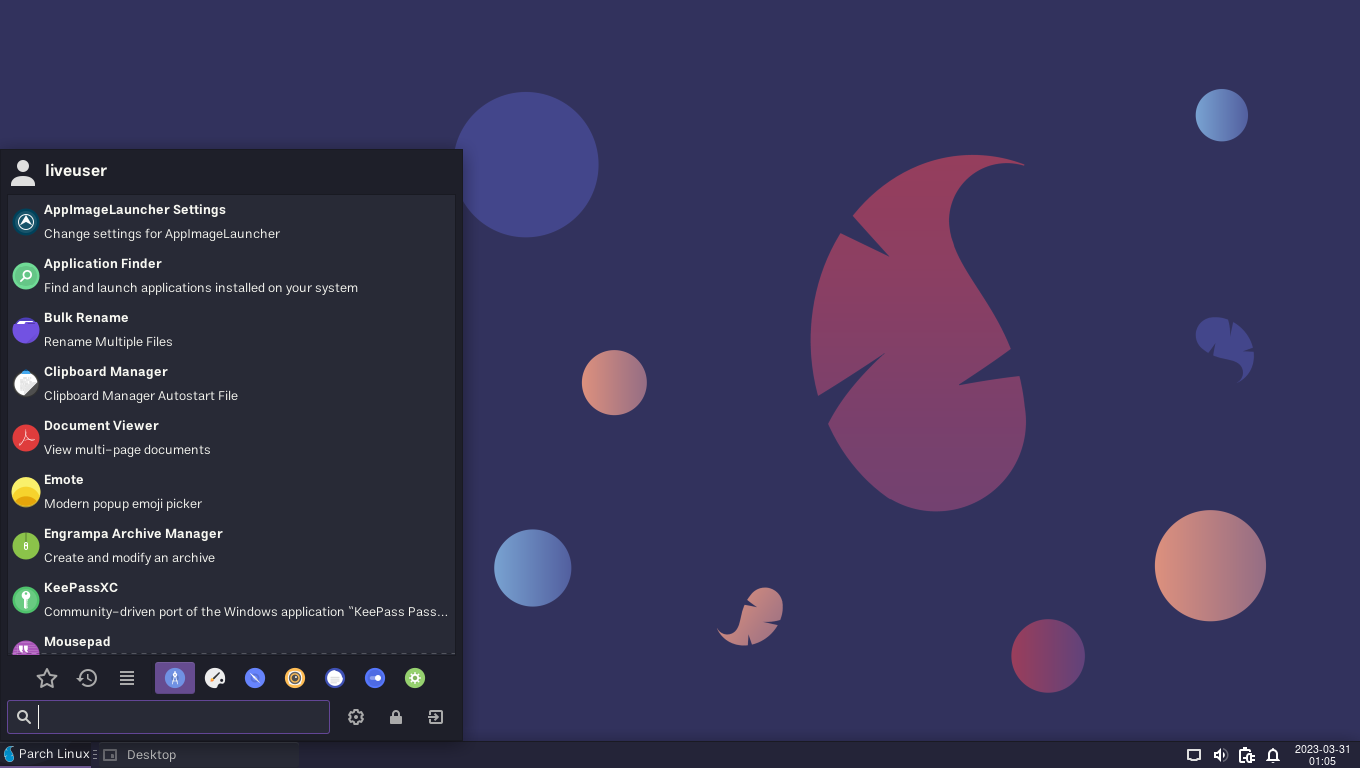 liveuser
AppImageLauncher Settings
Change settings for AppImageLauncher
Application Finder
Find and launch applications installed on your system
Bulk Rename
Rename Multiple Files
Clipboard Manager
Clipboard Manager Autostart File
Document Viewer
View multi-page documents
Emote
Modern popup emoji picker
Engrampa Archive Manager
Create and modify an archive
KeePassXC
Community-driven port of the Windows application “KeePass Pass...
Mousepad
Parch Linux
Desktop
2023-03-31
01:05